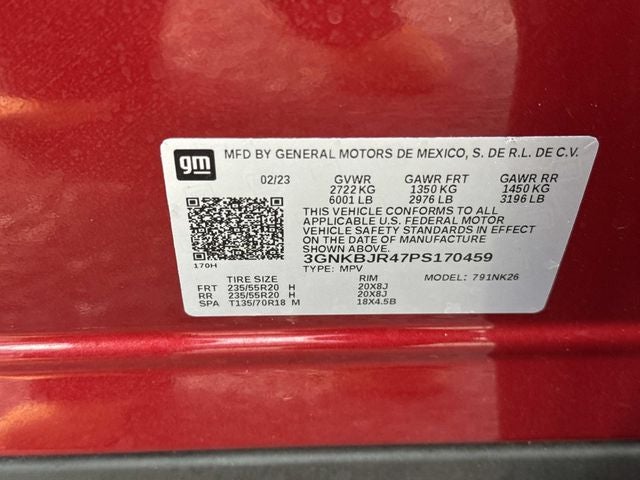 gm MFD BY GENERAL MOTORS DE MEXICO, S. DE R.L. DE C.V.
02/23 GVWR GAWR FRT GAWR RR
2722 KG 1350 KG 1450 KG
6001 LB 2976 LB 3196 LB
THIS VEHICLE CONFORMS TO ALL
APPLICABLE U.S. FEDERAL MOTOR
VEHICLE SAFETY STANDARDS IN EFFECT
ON THE DATE OF MANUFACTURE
SHOWN ABOVE.
3GNKBJR47PS170459
170H TYPE: MPV MODEL: 791NK26
TIRE SIZE RIM
FRT 235/55R20 H 20X8J
RR 235/55R20 H 20X8J
SPA T135/70R18 M 18X4.5B